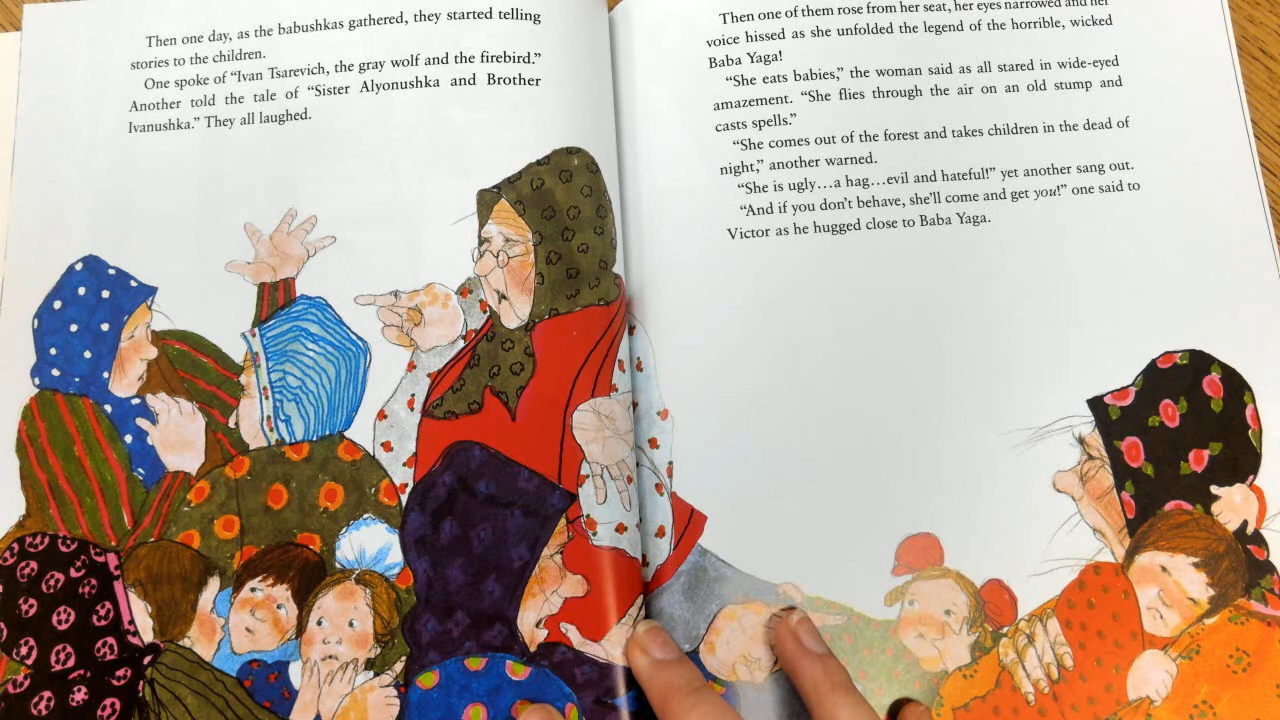 Then one day, as the babushkas gathered, they started telling
stories to the children.
One spoke of “Ivan Tsarevich, the gray wolf and the firebird.”
Another told the tale of “Sister Alyonushka and Brother
Ivanushka.” They all laughed.
Then one of them rose from her seat, her eyes narrowed and her
voice hissed as she unfolded the legend of the horrible, wicked
Baba Yaga!
“She eats babies,” the woman said as all stared in wide-eyed
amazement. “She flies through the air on an old stump and
casts spells.”
“She comes out of the forest and takes children in the dead of
night,” another warned.
“She is ugly…a hag…evil and hateful!” yet another sang out.
“And if you don’t behave, she’ll come and get you!” one said to
Victor as he hugged close to Baba Yaga.